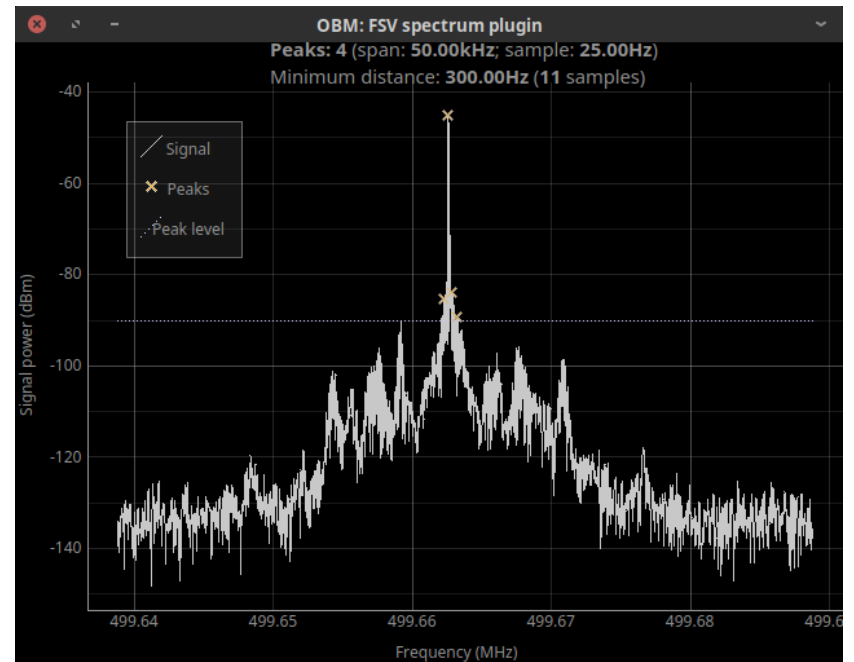 OBM: FSV spectrum plugin
Peaks: 4 (span: 50.00kHz; sample: 25.00Hz)
Minimum distance: 300.00Hz (11 samples)
-40
Signal
Peaks
Peak level
-60
-80
-100
-120
-140
Signal power (dBm)
499.64
499.65
499.66
499.67
499.68
499.6
Frequency (MHz)